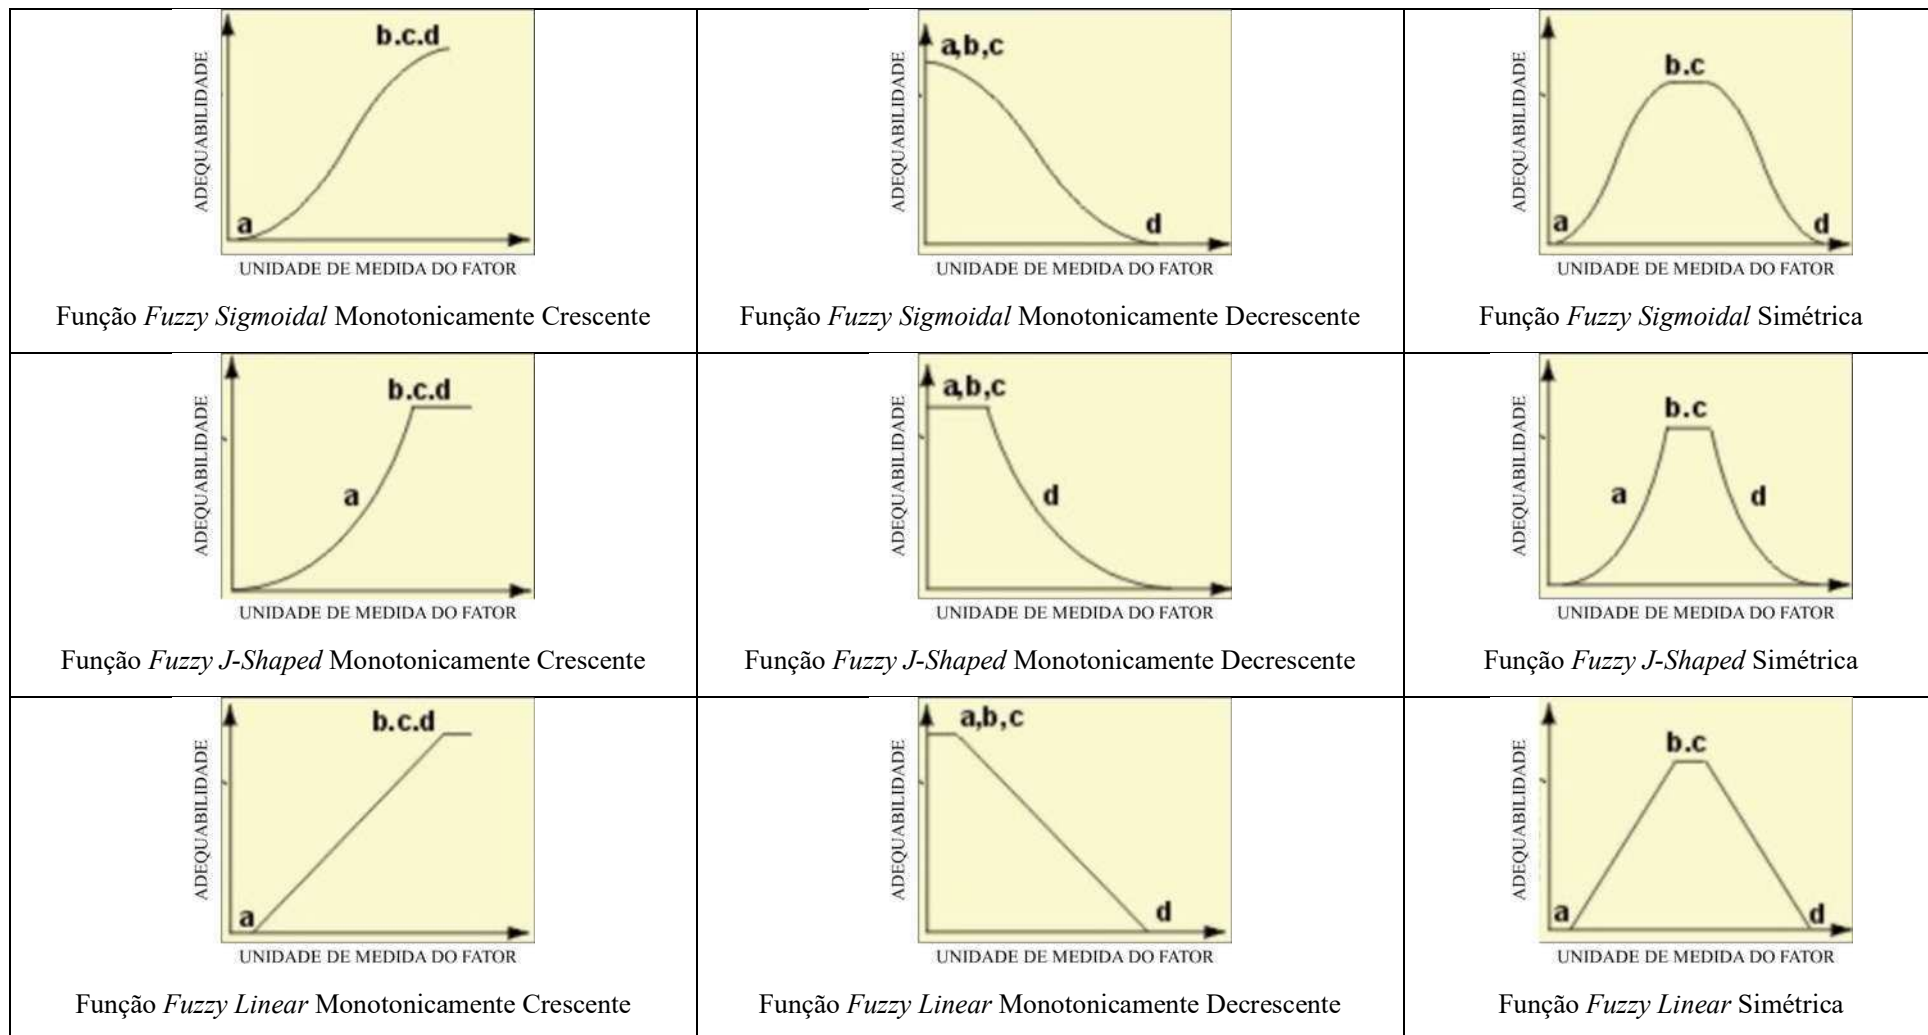 b.c.d
ADEQUABILIDADE
a
UNIDADE DE MEDIDA DO FATOR
Função Fuzzy Sigmoidal Monotonicamente Crescente
a,b,c
ADEQUABILIDADE
d
UNIDADE DE MEDIDA DO FATOR
Função Fuzzy Sigmoidal Monotonicamente Decrescente
b.c
ADEQUABILIDADE
a
d
UNIDADE DE MEDIDA DO FATOR
Função Fuzzy Sigmoidal Simétrica
b.c.d
ADEQUABILIDADE
a
UNIDADE DE MEDIDA DO FATOR
Função Fuzzy J-Shaped Monotonicamente Crescente
a,b,c
ADEQUABILIDADE
d
UNIDADE DE MEDIDA DO FATOR
Função Fuzzy J-Shaped Monotonicamente Decrescente
b.c
ADEQUABILIDADE
a
d
UNIDADE DE MEDIDA DO FATOR
Função Fuzzy J-Shaped Simétrica
b.c.d
ADEQUABILIDADE
a
UNIDADE DE MEDIDA DO FATOR
Função Fuzzy Linear Monotonicamente Crescente
a,b,c
ADEQUABILIDADE
d
UNIDADE DE MEDIDA DO FATOR
Função Fuzzy Linear Monotonicamente Decrescente
b.c
ADEQUABILIDADE
a
d
UNIDADE DE MEDIDA DO FATOR
Função Fuzzy Linear Simétrica